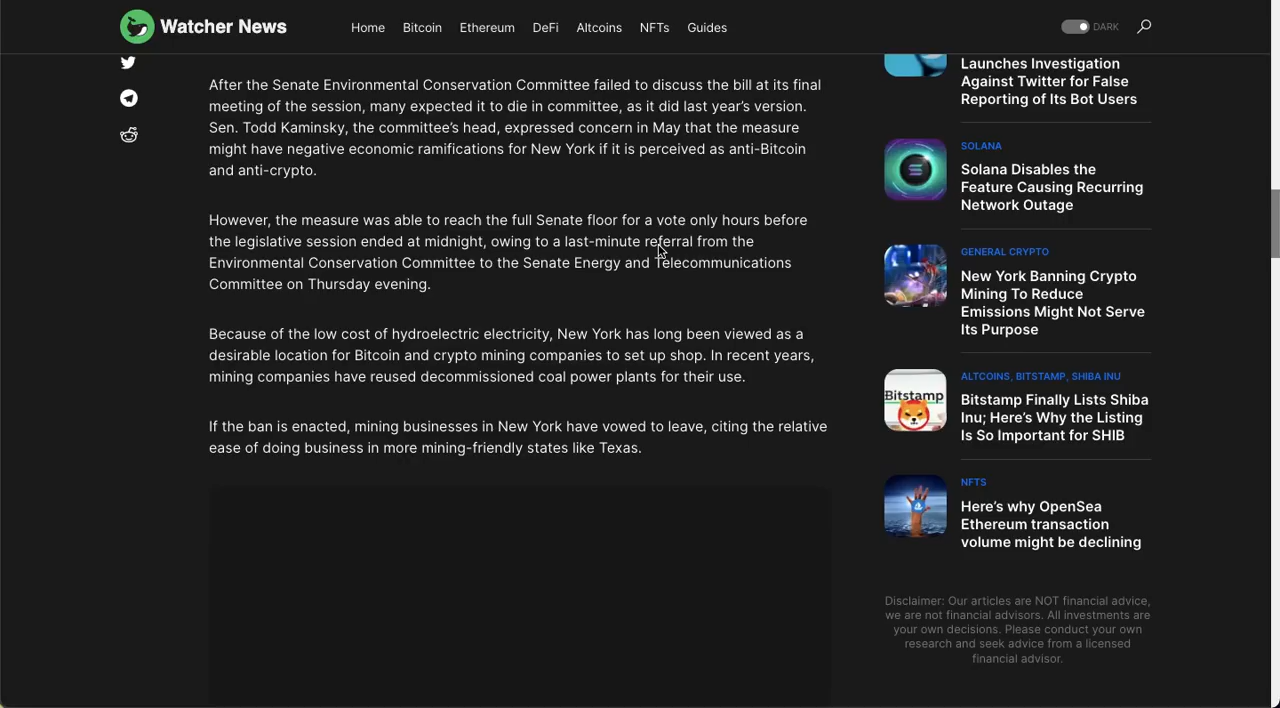 Watcher News
Home
Bitcoin
Ethereum
DeFi
Altcoins
NFTs
Guides
DARK
After the Senate Environmental Conservation Committee failed to discuss the bill at its final
meeting of the session, many expected it to die in committee, as it did last year’s version.
Sen. Todd Kaminsky, the committee’s head, expressed concern in May that the measure
might have negative economic ramifications for New York if it is perceived as anti-Bitcoin
and anti-crypto.
However, the measure was able to reach the full Senate floor for a vote only hours before
the legislative session ended at midnight, owing to a last-minute referral from the
Environmental Conservation Committee to the Senate Energy and Telecommunications
Committee on Thursday evening.
Because of the low cost of hydroelectric electricity, New York has long been viewed as a
desirable location for Bitcoin and crypto mining companies to set up shop. In recent years,
mining companies have reused decommissioned coal power plants for their use.
If the ban is enacted, mining businesses in New York have vowed to leave, citing the relative
ease of doing business in more mining-friendly states like Texas.
Launches Investigation
Against Twitter for False
Reporting of Its Bot Users
SOLANA
Solana Disables the
Feature Causing Recurring
Network Outage
GENERAL CRYPTO
New York Banning Crypto
Mining To Reduce
Emissions Might Not Serve
Its Purpose
Bitstamp
ALTCOINS, BITSTAMP, SHIBA INU
Bitstamp Finally Lists Shiba
Inu; Here’s Why the Listing
Is So Important for SHIB
NFTS
Here’s why OpenSea
Ethereum transaction
volume might be declining
Disclaimer: Our articles are NOT financial advice,
we are not financial advisors. All investments are
your own decisions. Please conduct your own
research and seek advice from a licensed
financial advisor.